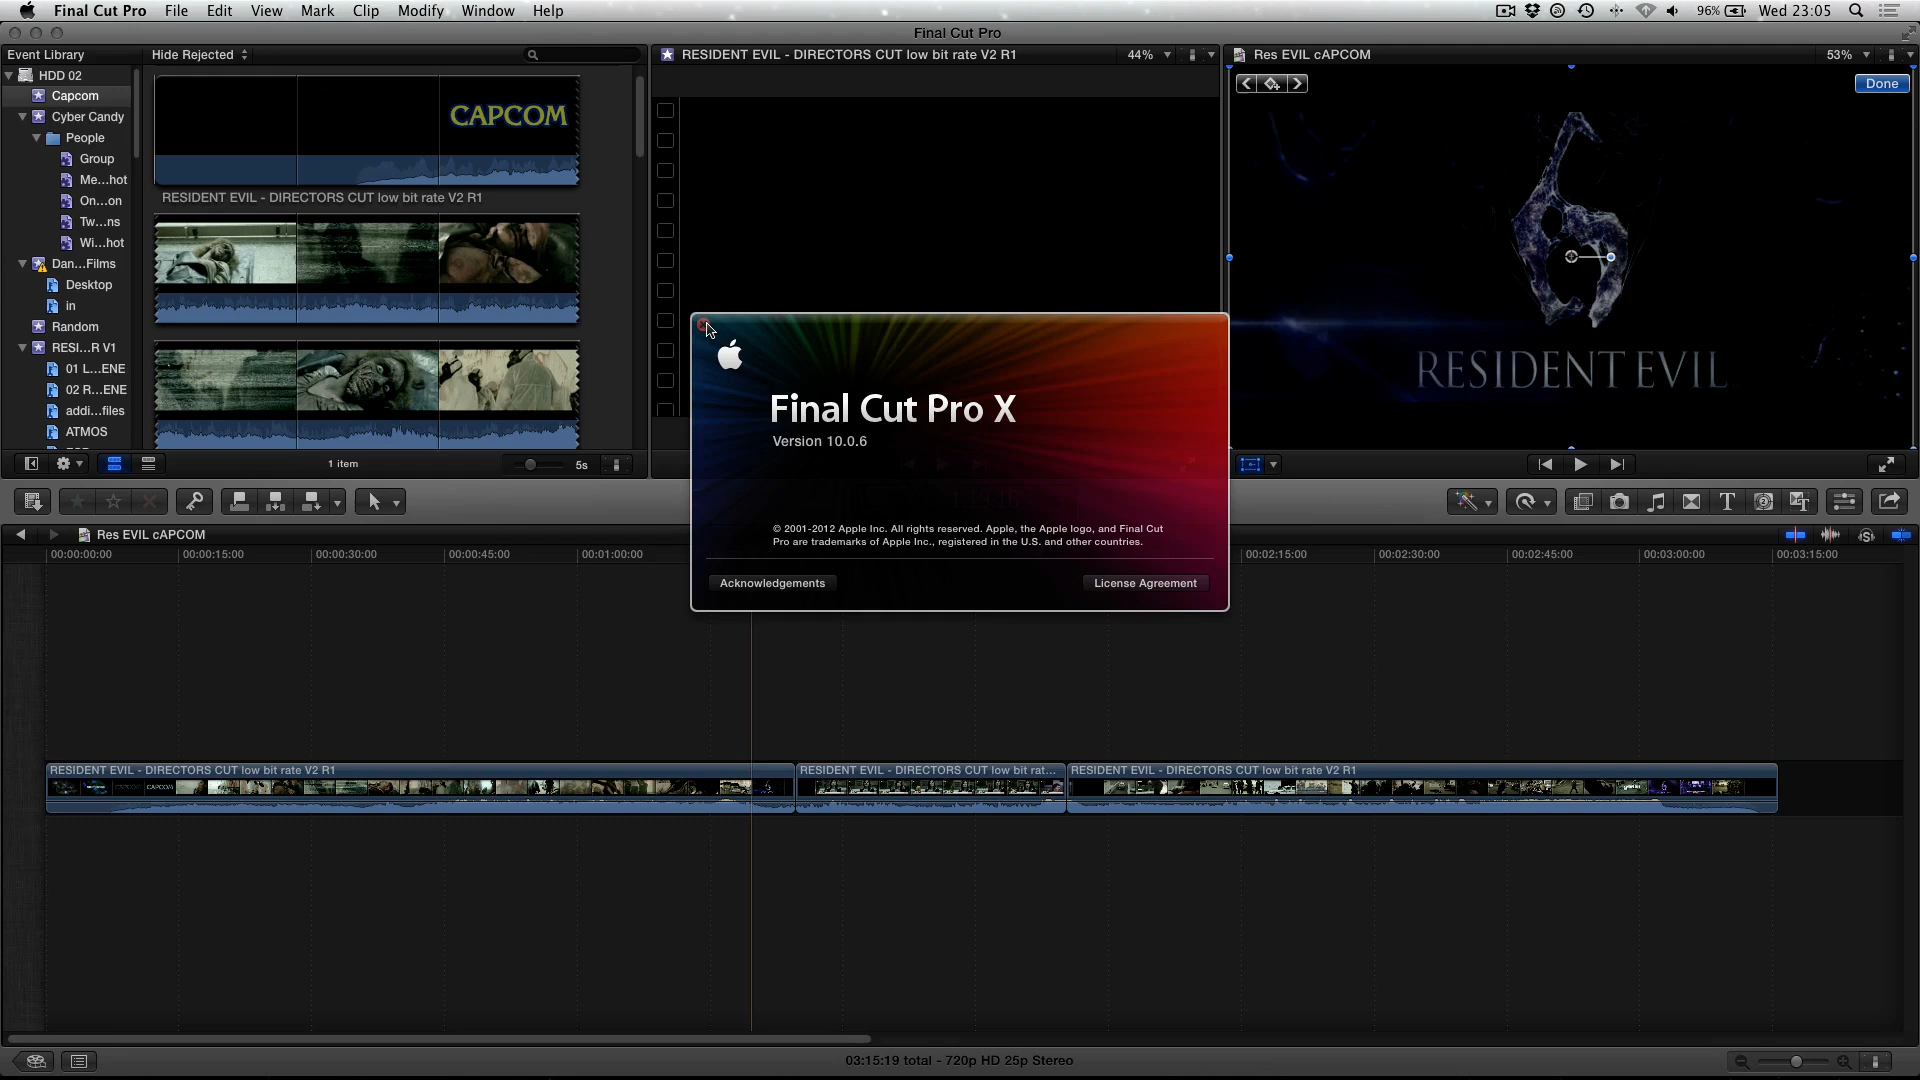 Final Cut Pro File Edit View Mark Clip Modify Window Help
96% Wed 23:05
Final Cut Pro
Event Library
Hide Rejected
RESIDENT EVIL - DIRECTORS CUT low bit rate V2 R1
44%
Res EVIL cAPCOM
53%
HDD 02
Capcom
Cyber Candy
People
Group
Me...hot
On...on
Tw...ns
Wi...hot
Dan...Films
Desktop
in
Random
RESI...R V1
01 L...ENE
02 R...ENE
addi...files
ATMOS
CAPCOM
RESIDENT EVIL - DIRECTORS CUT low bit rate V2 R1
Done
RESIDENT EVIL
1 item
5s
Final Cut Pro X
Version 10.0.6
© 2001-2012 Apple Inc. All rights reserved. Apple, the Apple logo, and Final Cut
Pro are trademarks of Apple Inc., registered in the U.S. and other countries.
Acknowledgements
License Agreement
Res EVIL cAPCOM
00:00:00:00
00:00:15:00
00:00:30:00
00:00:45:00
00:01:00:00
00:02:15:00
00:02:30:00
00:02:45:00
00:03:00:00
00:03:15:00
RESIDENT EVIL - DIRECTORS CUT low bit rate V2 R1
RESIDENT EVIL - DIRECTORS CUT low bit rat...
RESIDENT EVIL - DIRECTORS CUT low bit rate V2 R1
03:15:19 total - 720p HD 25p Stereo